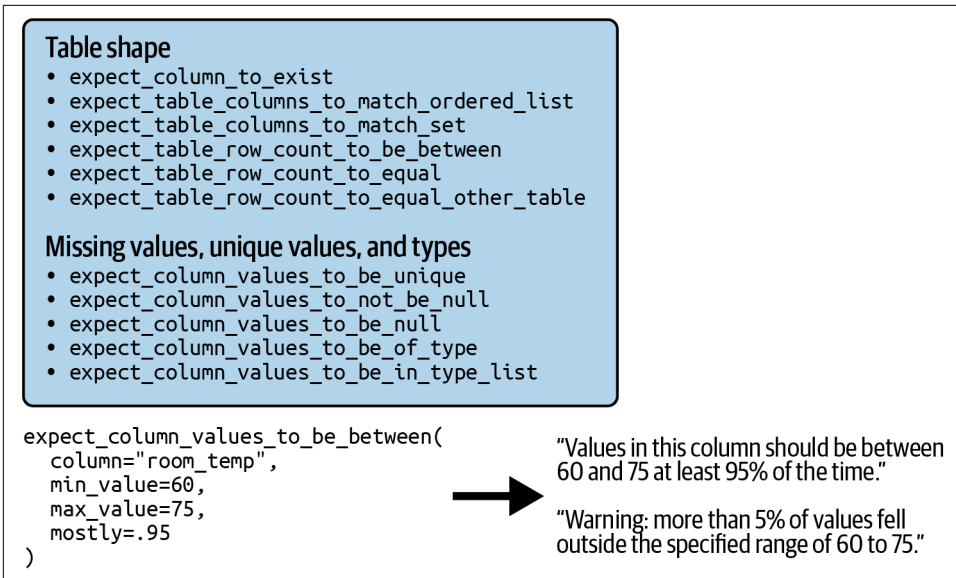 Table shape
• expect_column_to_exist
• expect_table_columns_to_match_ordered_list
• expect_table_columns_to_match_set
• expect_table_row_count_to_be_between
• expect_table_row_count_to_equal
• expect_table_row_count_to_equal_other_table
Missing values, unique values, and types
• expect_column_values_to_be_unique
• expect_column_values_to_not_be_null
• expect_column_values_to_be_null
• expect_column_values_to_be_of_type
• expect_column_values_to_be_in_type_list
expect_column_values_to_be_between(
column="room_temp",
min_value=60,
max_value=75,
mostly=.95
)
“Values in this column should be between
60 and 75 at least 95% of the time.”
“Warning: more than 5% of values fell
outside the specified range of 60 to 75.”